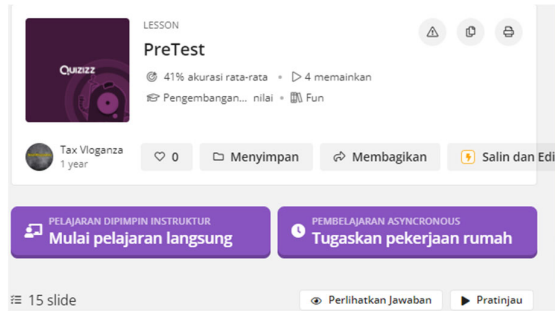 LESSON
Quizizz
PreTest
41% akurasi rata-rata • 4 memainkan
Pengembangan... nilai • Fun
Tax Vloganza
1 year
0
Menyimpan
Membagikan
Salin dan Edi
PELAJARAN DIPIMPIN INSTRUKTUR
Mulai pelajaran langsung
PEMBELAJARAN ASYNCRONOUS
Tugaskan pekerjaan rumah
15 slide
Perlihatkan Jawaban
Pratinjau